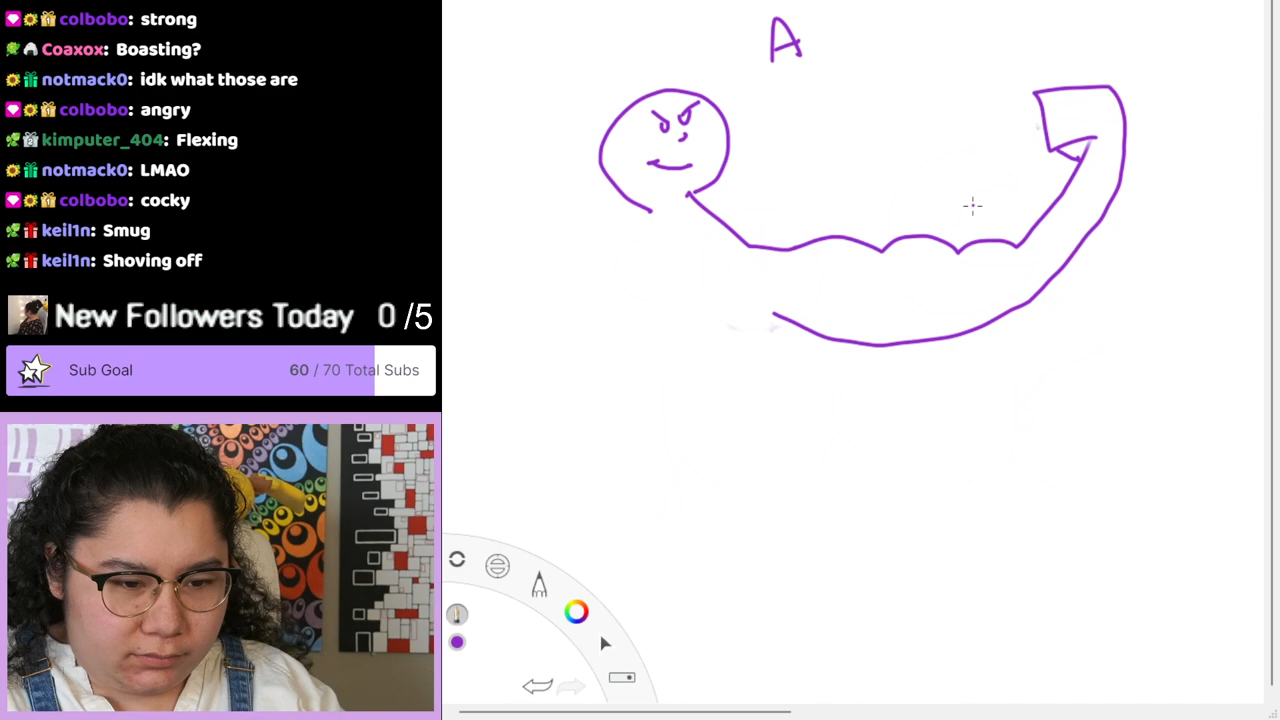 colbobo: strong
Coaxox: Boasting?
notmack0: idk what those are
colbobo: angry
kimputer_404: Flexing
notmack0: LMAO
colbobo: cocky
keil1n: Smug
keil1n: Shoving off
New Followers Today 0 /5
Sub Goal 60 / 70 Total Subs
A